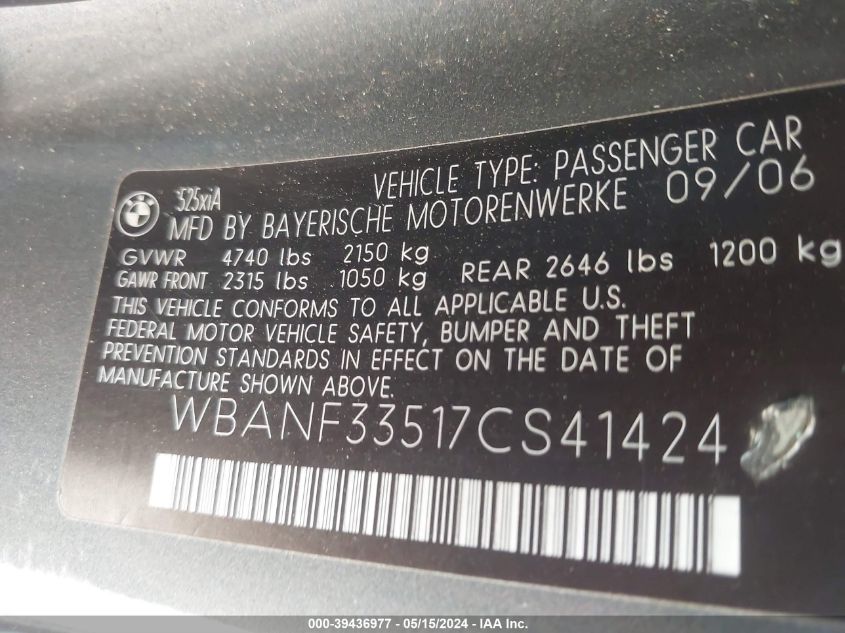 BMW
525xiA
VEHICLE TYPE: PASSENGER CAR
MFD BY BAYERISCHE MOTORENWERKE 09/06
GVWR 4740 lbs 2150 kg
GAWR FRONT 2315 lbs 1050 kg REAR 2646 lbs 1200 kg
THIS VEHICLE CONFORMS TO ALL APPLICABLE U.S.
FEDERAL MOTOR VEHICLE SAFETY, BUMPER AND THEFT
PREVENTION STANDARDS IN EFFECT ON THE DATE OF
MANUFACTURE SHOWN ABOVE.
WBANF33517CS41424
000-39436977 - 05/15/2024 - IAA Inc.